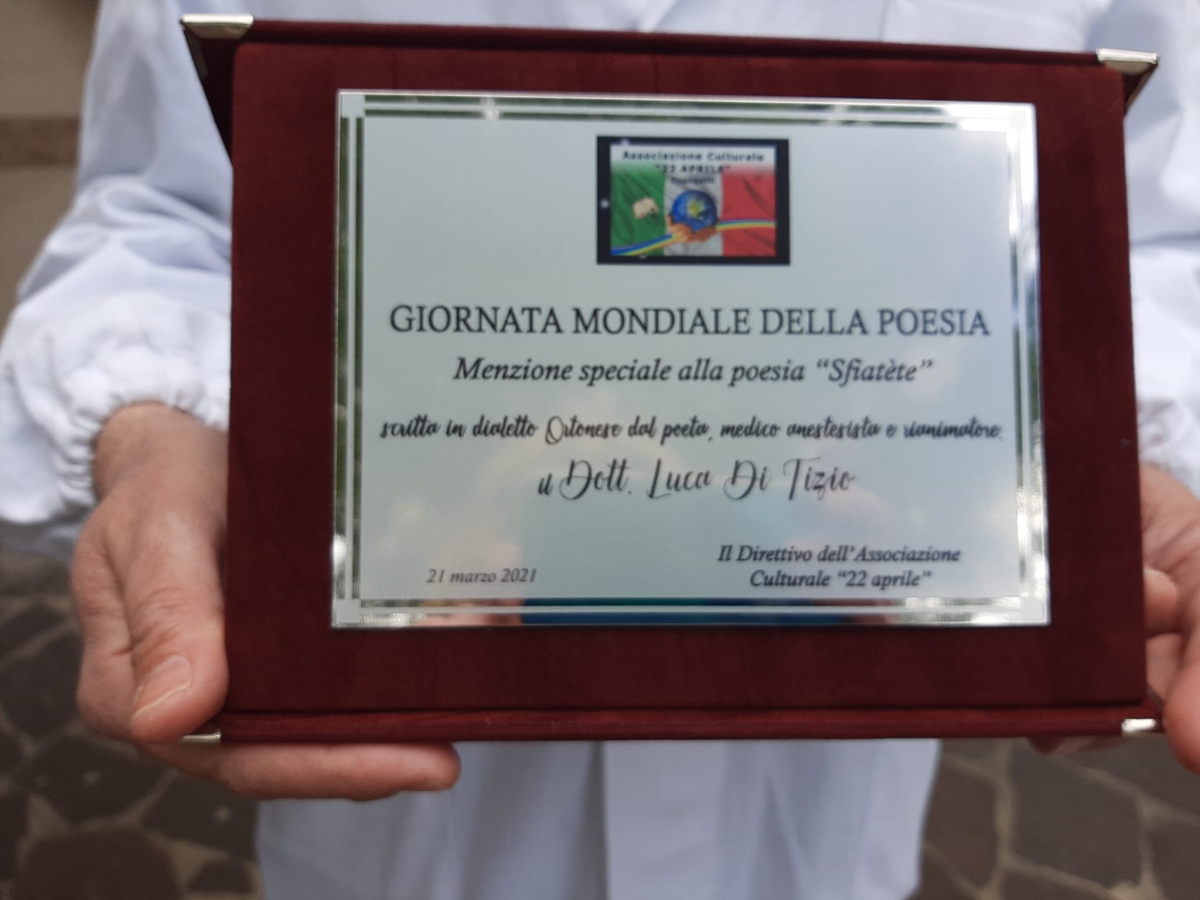 Associazione Culturale
"22 APRILE"
GIORNATA MONDIALE DELLA POESIA
Menzione speciale alla poesia “Sfiatète”
scritta in dialetto Ortonese dal poeta, medico anestesista e rianimatore,
il Dott. Luca Di Tizio
Il Direttivo dell'Associazione
21 marzo 2021
Culturale “22 aprile”